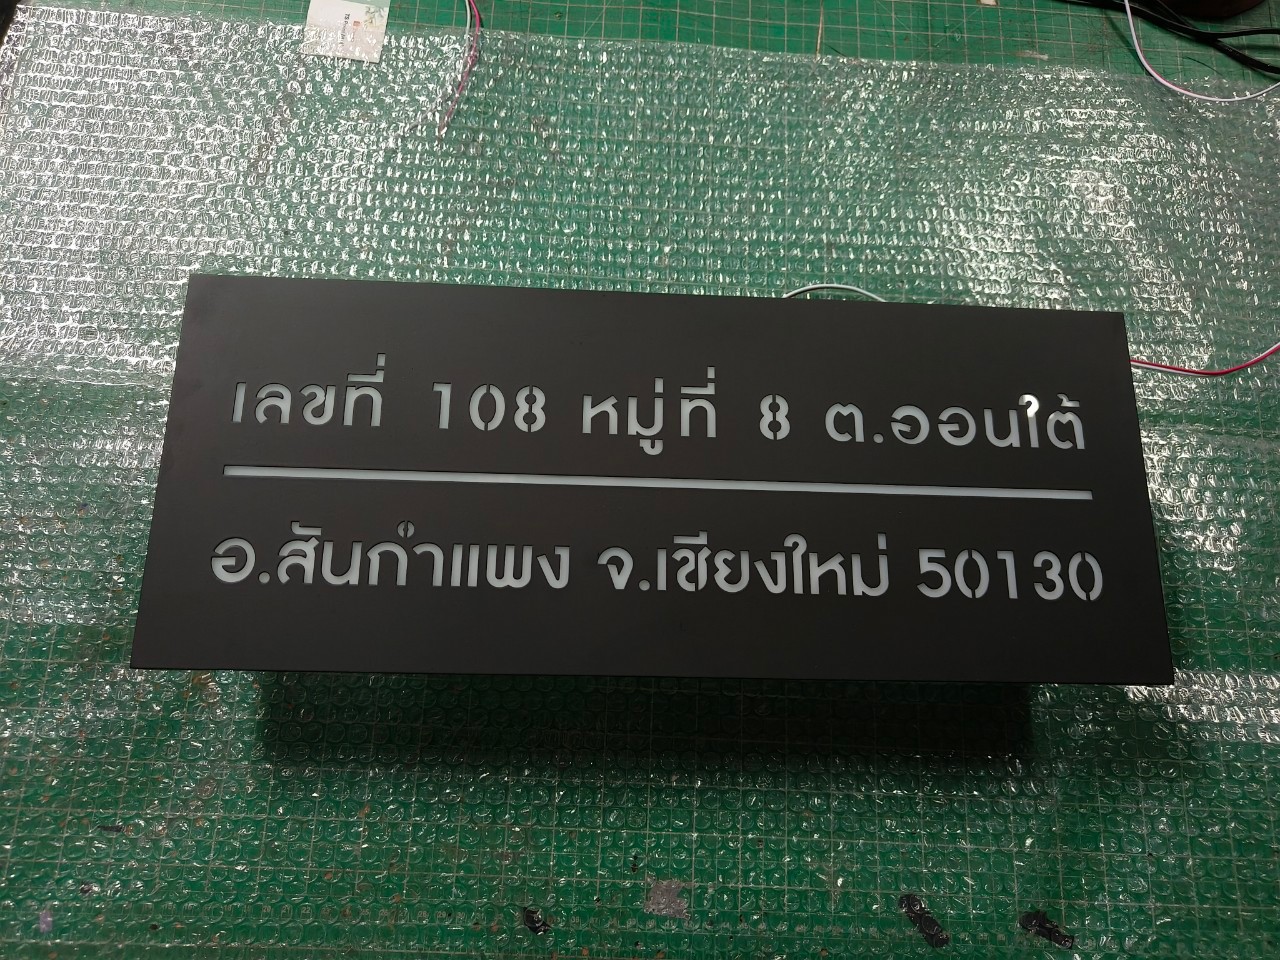 เลขที่ 108 หมู่ที่ 8 ต.ออนใต้
อ.สันกำแพง จ.เชียงใหม่ 50130